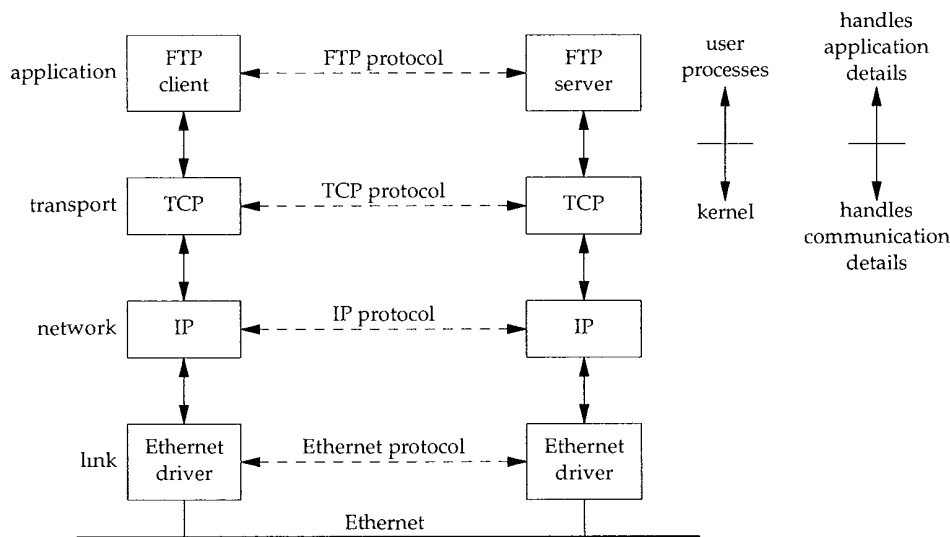 application
FTP
client
FTP protocol
FTP
server
user
processes
handles
application
details
transport
TCP
TCP protocol
TCP
kernel
handles
communication
details
network
IP
IP protocol
IP
link
Ethernet
driver
Ethernet protocol
Ethernet
driver
Ethernet